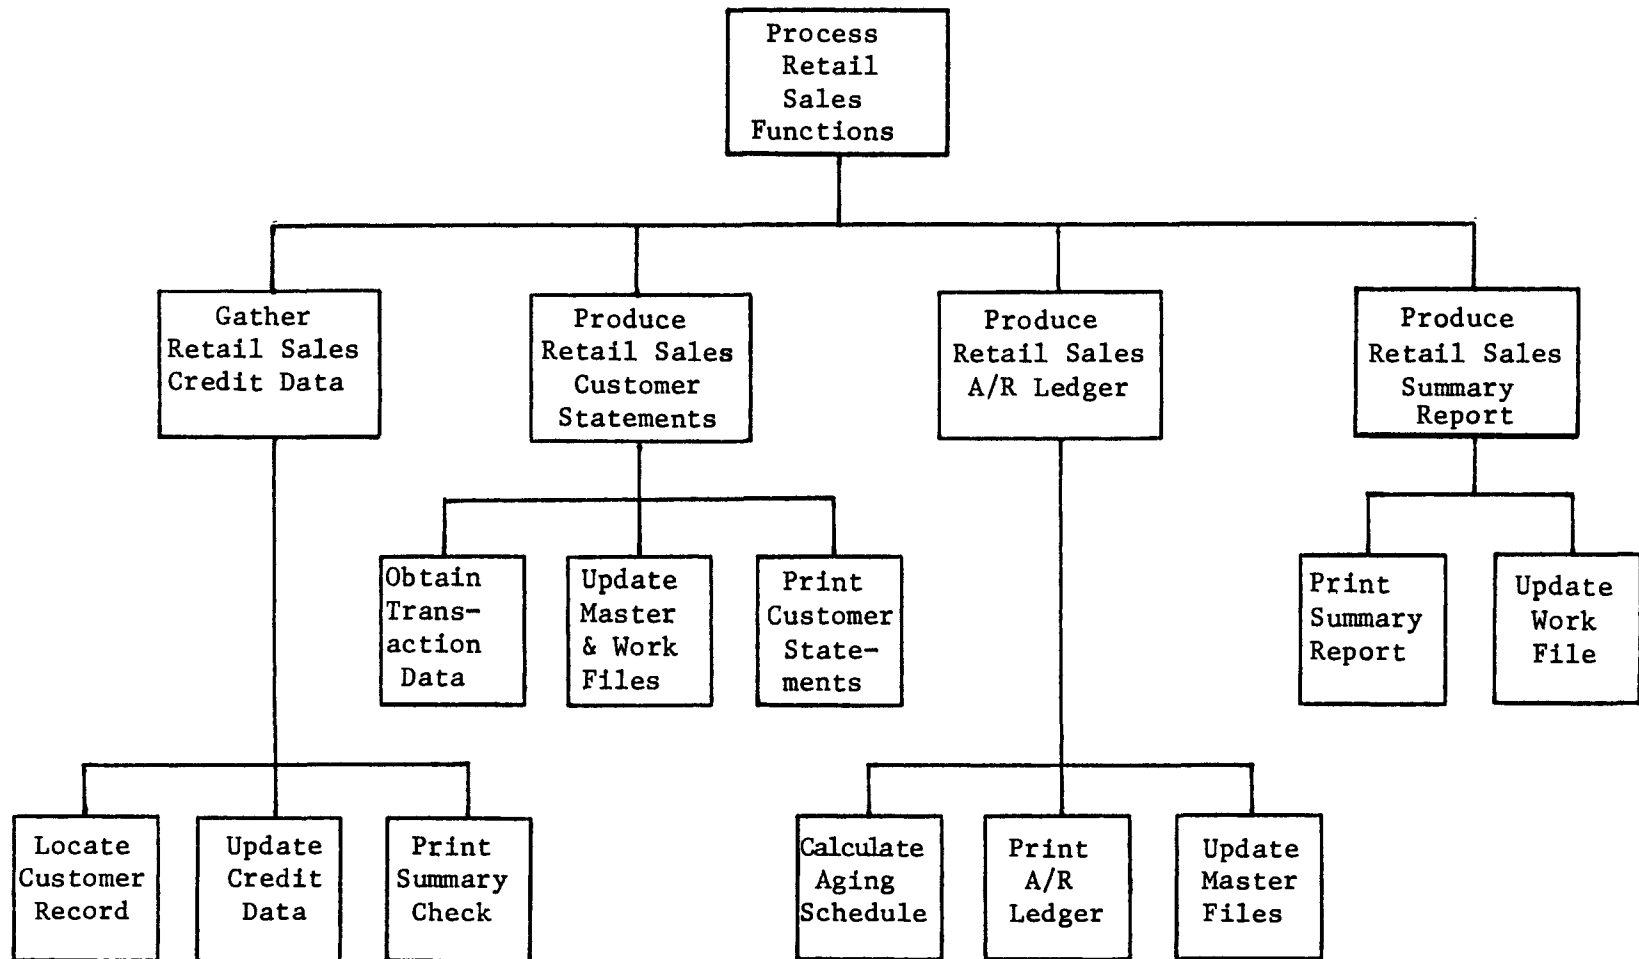 Process
Retail
Sales
Functions
Gather
Retail Sales
Credit Data
Produce
Retail Sales
Customer
Statements
Produce
Retail Sales
A/R Ledger
Produce
Retail Sales
Summary
Report
Obtain
Trans-
action
Data
Update
Master
& Work
Files
Print
Customer
State-
ments
Print
Summary
Report
Update
Work
File
Locate
Customer
Record
Update
Credit
Data
Print
Summary
Check
Calculate
Aging
Schedule
Print
A/R
Ledger
Update
Master
Files